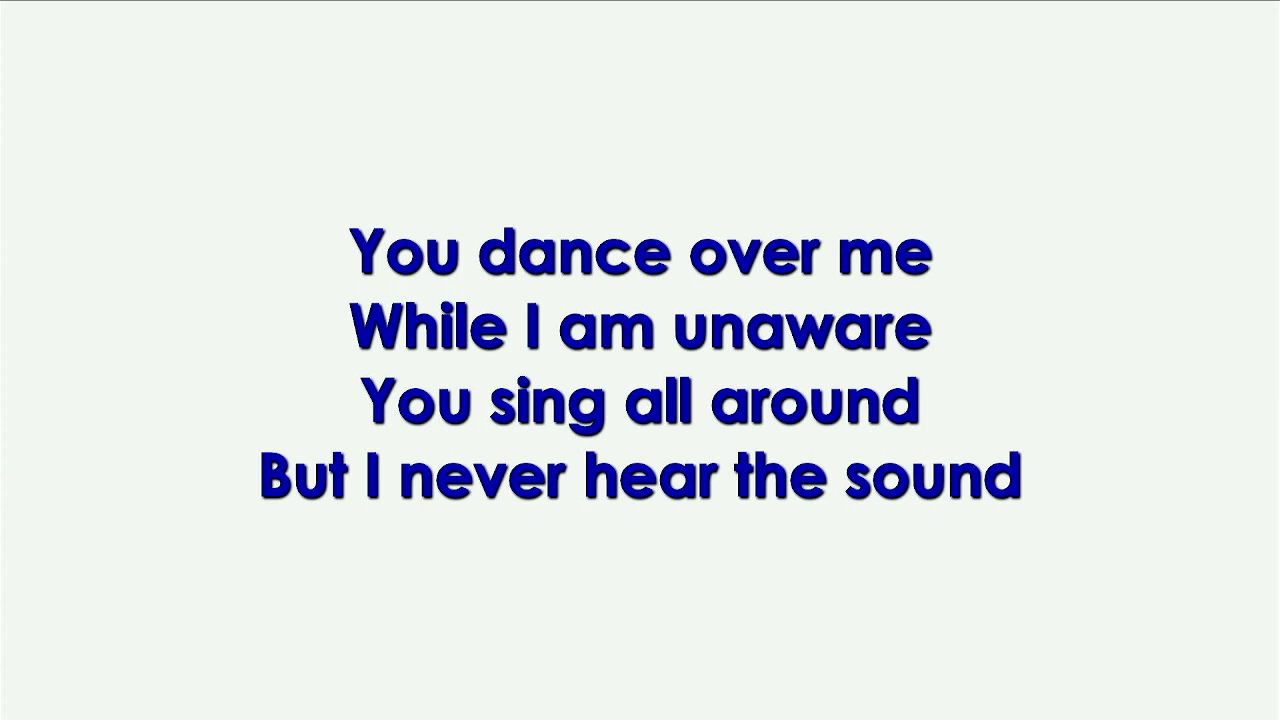 You dance over me
While I am unaware
You sing all around
But I never hear the sound